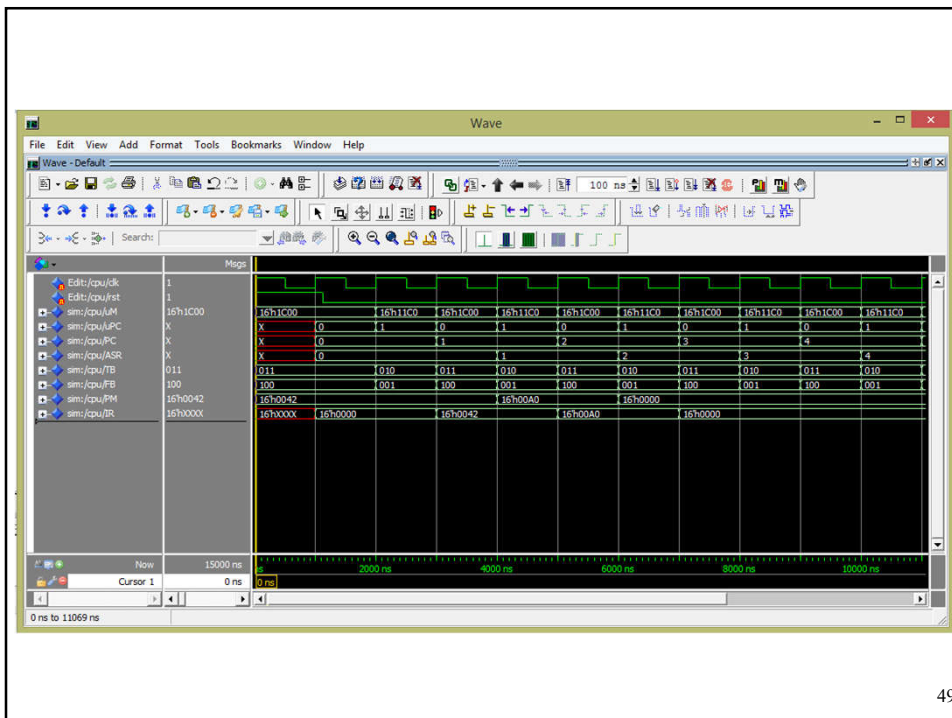 Wave
File Edit View Add Format Tools Bookmarks Window Help
Wave - Default
100 ns
Search:
Msgs
Edit:/cpu/clk 1
Edit:/cpu/rst 1
sim:/cpu/uM 16'h1C00 16'h1C00 16'h11C0 16'h1C00 16'h11C0 16'h1C00 16'h11C0 16'h1C00 16'h11C0 16'h1C00 16'h11C0
sim:/cpu/uPC X X 0 1 0 1 0 1 0 1 0 1
sim:/cpu/PC X X 0 1 2 3 4
sim:/cpu/ASR X X 0 1 2 3 4
sim:/cpu/TB 011 011 010 011 010 011 010 011 010 011 010
sim:/cpu/FB 100 100 001 100 001 100 001 100 001 100 001
sim:/cpu/PM 16'h0042 16'h0042 16'h00A0 16'h0000
sim:/cpu/IR 16'hXXXX 16'hXXXX 16'h0000 16'h0042 16'h00A0 16'h0000
Now 15000 ns 2000 ns 4000 ns 6000 ns 8000 ns 10000 ns
Cursor 1 0 ns 0 ns
0 ns to 11069 ns
49